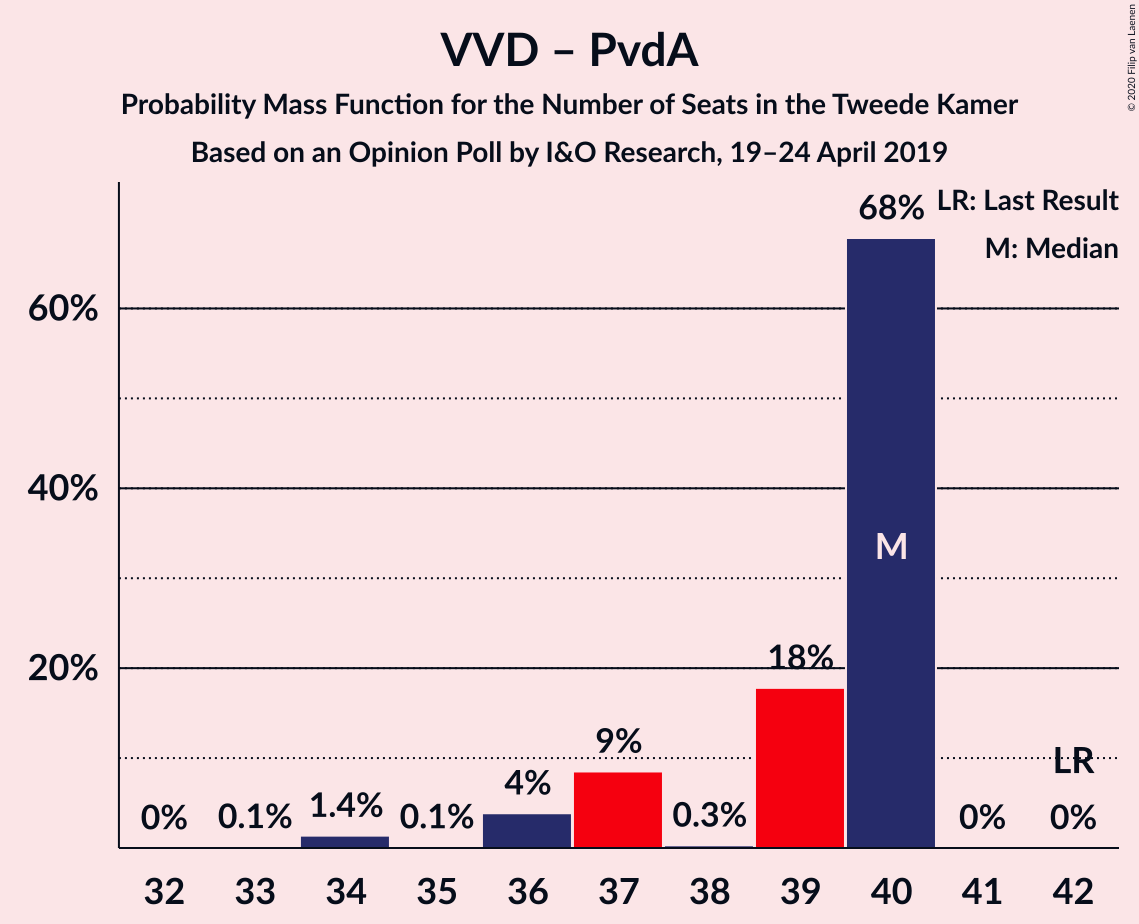 VVD – PvdA
Probability Mass Function for the Number of Seats in the Tweede Kamer
Based on an Opinion Poll by I&O Research, 19–24 April 2019
© 2020 Filip van Laenen
LR: Last Result
M: Median
60%
40%
20%
0%
0.1%
1.4%
0.1%
4%
9%
0.3%
18%
68%
M
0%
LR
0%
32 33 34 35 36 37 38 39 40 41 42